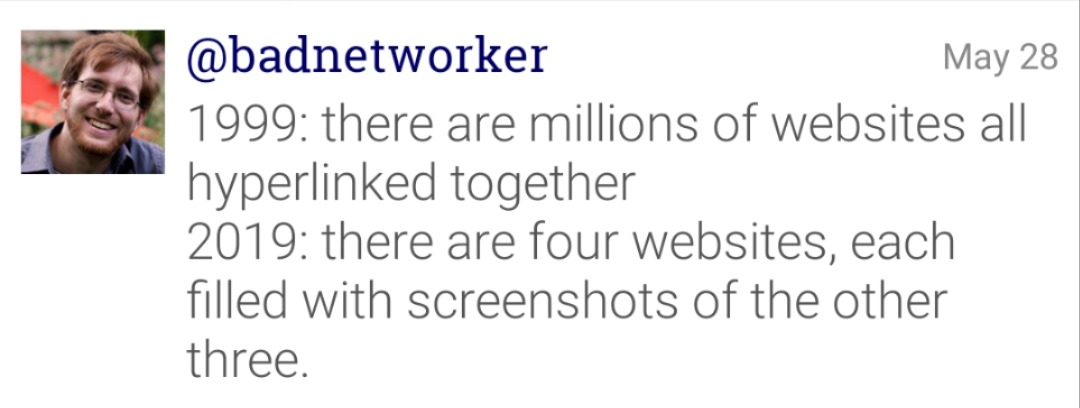 @badnetworker May 28
1999: there are millions of websites all
hyperlinked together
2019: there are four websites, each
filled with screenshots of the other
three.